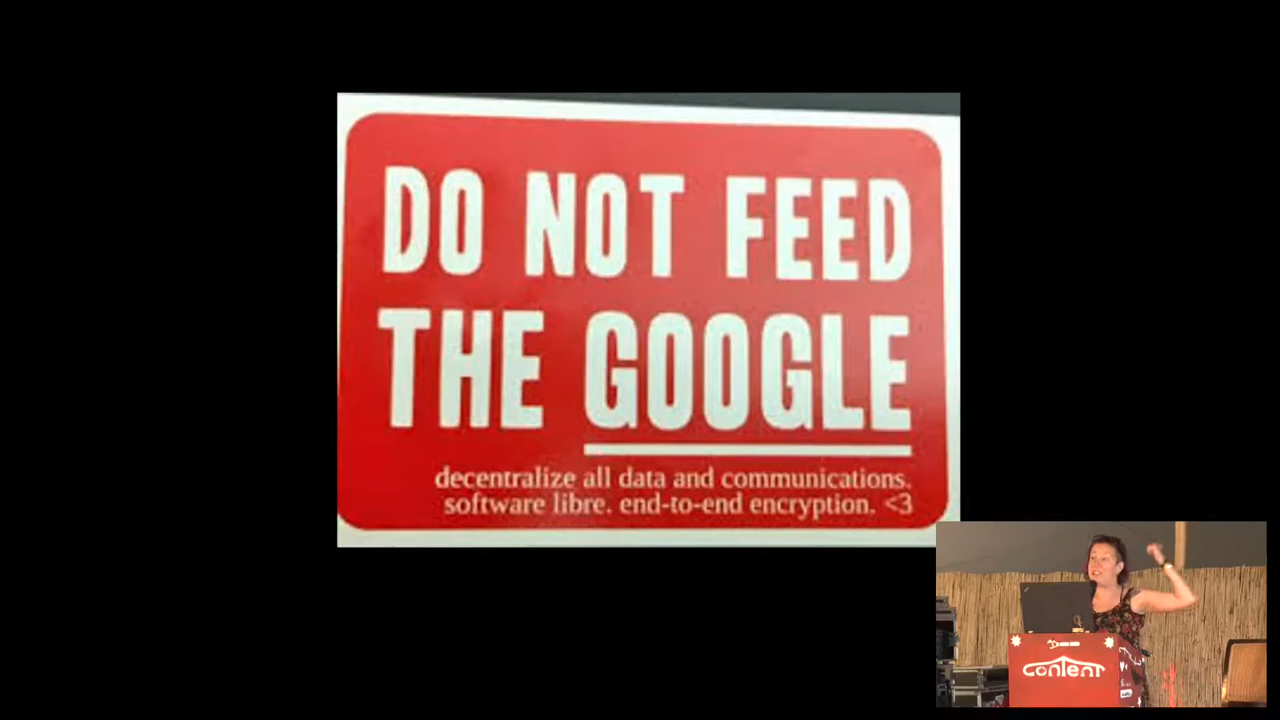 DO NOT FEED
THE GOOGLE
decentralize all data and communications.
software libre. end-to-end encryption. <3
content